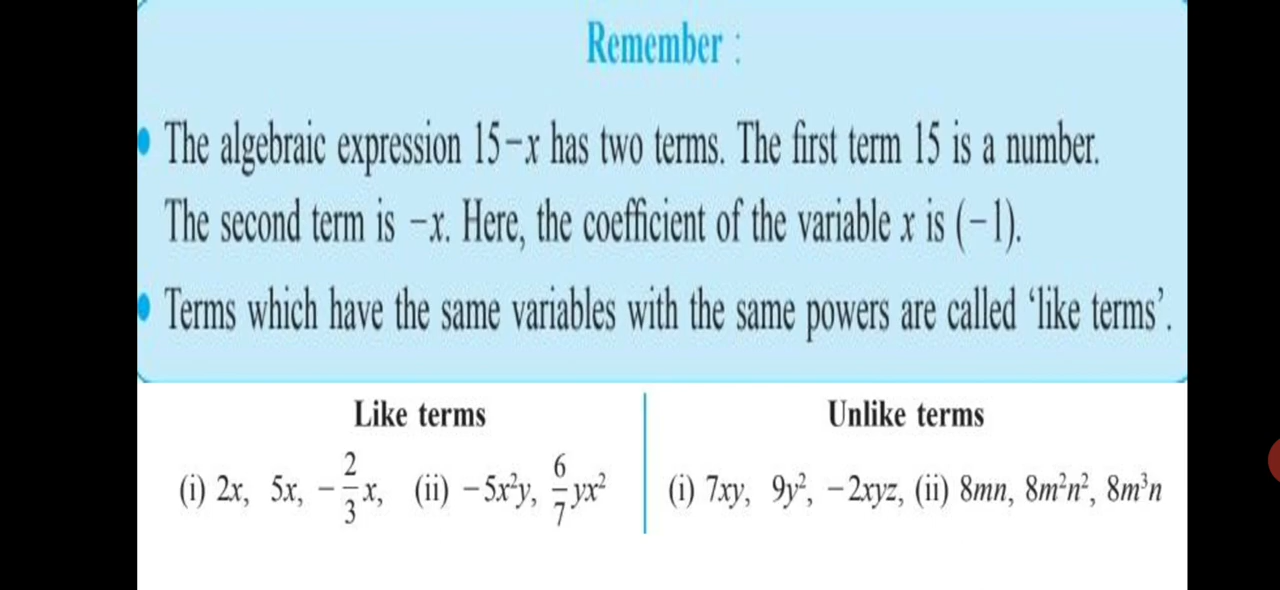 Remember :
• The algebraic expression 15−x has two terms. The first term 15 is a number.
The second term is −x. Here, the coefficient of the variable x is (−1).
• Terms which have the same variables with the same powers are called ‘like terms’.
Like terms Unlike terms
(i) 2x, 5x, −2/3x, (ii) −5x²y, 6/7yx² (i) 7xy, 9y², −2xyz, (ii) 8mn, 8m²n², 8m³n